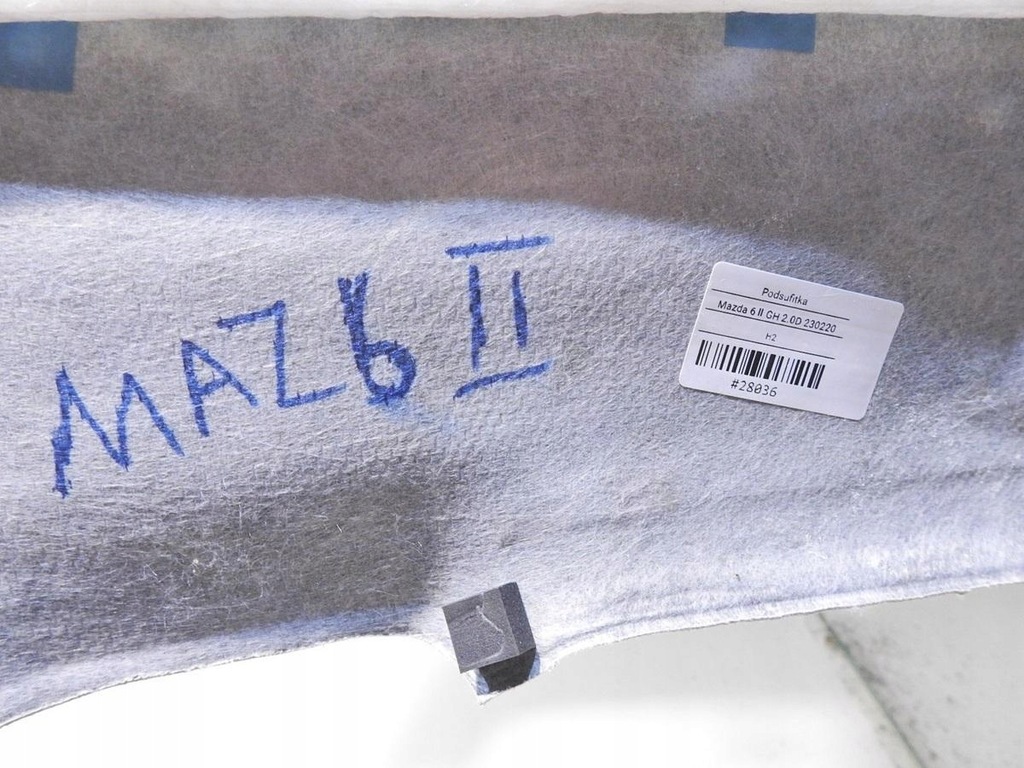 MAZ6 II
Podsufitka
Mazda 6 II GH 2.0D 230220
H2
#28036